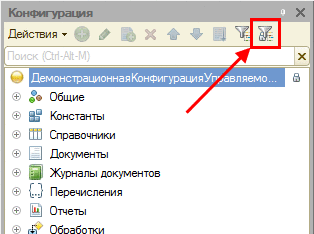 Конфигурация
Действия
Поиск (Ctrl-Alt-M)
ДемонстрационнаяКонфигурацияУправляемо...
Общие
Константы
Справочники
Документы
Журналы документов
Перечисления
Отчеты
Обработки